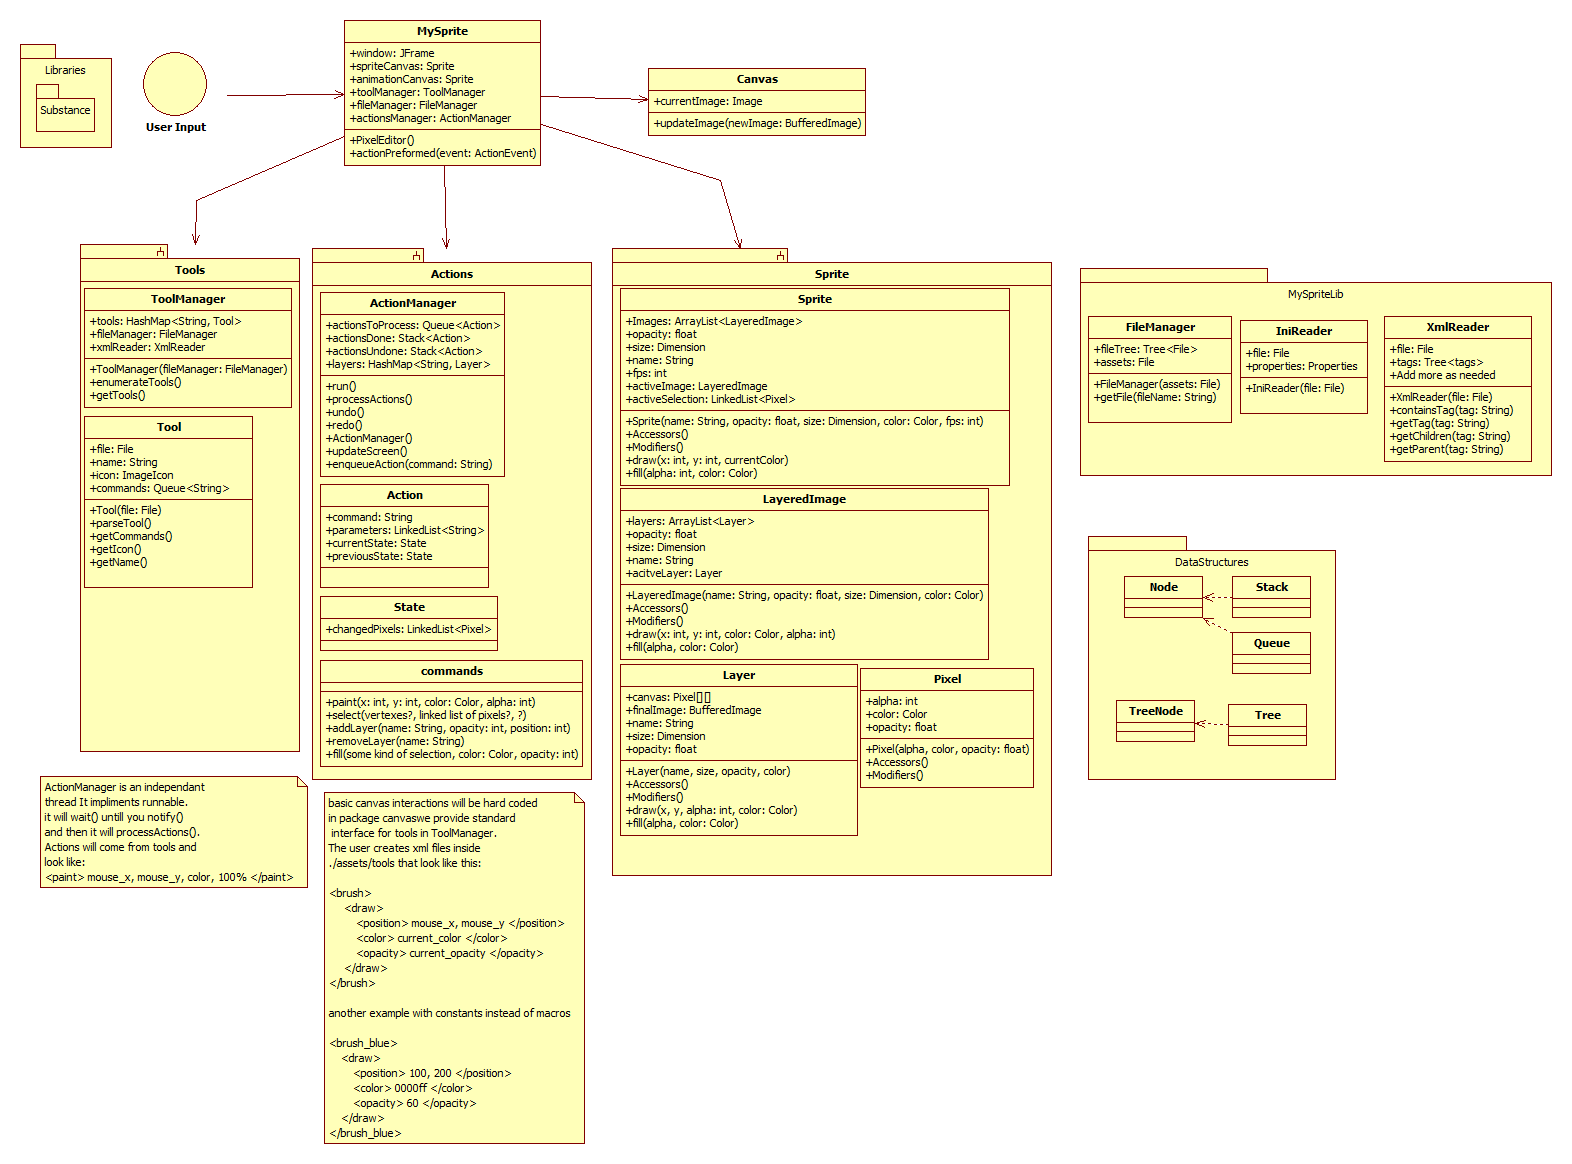 MySprite
+window: JFrame
+spriteCanvas: Sprite
+animationCanvas: Sprite
+toolManager: ToolManager
+fileManager: FileManager
+actionsManager: ActionManager
+PixelEditor()
+actionPreformed(event: ActionEvent)
Libraries
Substance
User Input
Canvas
+currentImage: Image
+updateImage(newImage: BufferedImage)
Tools
ToolManager
+tools: HashMap<String, Tool>
+fileManager: FileManager
+xmlReader: XmlReader
+ToolManager(fileManager: FileManager)
+enumerateTools()
+getTools()
Tool
+file: File
+name: String
+icon: ImageIcon
+commands: Queue<String>
+Tool(file: File)
+parseTool()
+getCommands()
+getIcon()
+getName()
Actions
ActionManager
+actionsToProcess: Queue<Action>
+actionsDone: Stack<Action>
+actionsUndone: Stack<Action>
+layers: HashMap<String, Layer>
+run()
+processActions()
+undo()
+redo()
+ActionManager()
+updateScreen()
+enqueueAction(command: String)
Action
+command: String
+parameters: LinkedList<String>
+currentState: State
+previousState: State
State
+changedPixels: LinkedList<Pixel>
commands
+paint(x: int, y: int, color: Color, alpha: int)
+select(vertexes?, linked list of pixels?, ?)
+addLayer(name: String, opacity: int, position: int)
+removeLayer(name: String)
+fill(some kind of selection, color: Color, opacity: int)
Sprite
Sprite
+Images: ArrayList<LayeredImage>
+opacity: float
+size: Dimension
+name: String
+fps: int
+activeImage: LayeredImage
+activeSelection: LinkedList<Pixel>
+Sprite(name: String, opacity: float, size: Dimension, color: Color, fps: int)
+Accessors()
+Modifiers()
+draw(x: int, y: int, currentColor)
+fill(alpha: int, color: Color)
LayeredImage
+layers: ArrayList<Layer>
+opacity: float
+size: Dimension
+name: String
+acitveLayer: Layer
+LayeredImage(name: String, opacity: float, size: Dimension, color: Color)
+Accessors()
+Modifiers()
+draw(x: int, y: int, color: Color, alpha: int)
+fill(alpha, color: Color)
Layer
+canvas: Pixel[][]
+finalImage: BufferedImage
+name: String
+size: Dimension
+opacity: float
+Layer(name, size, opacity, color)
+Accessors()
+Modifiers()
+draw(x, y, alpha: int, color: Color)
+fill(alpha, color: Color)
Pixel
+alpha: int
+color: Color
+opacity: float
+Pixel(alpha, color, opacity: float)
+Accessors()
+Modifiers()
MySpriteLib
FileManager
+fileTree: Tree<File>
+assets: File
+FileManager(assets: File)
+getFile(fileName: String)
IniReader
+file: File
+properties: Properties
+IniReader(file: File)
XmlReader
+file: File
+tags: Tree<tags>
+Add more as needed
+XmlReader(file: File)
+containsTag(tag: String)
+getTag(tag: String)
+getChildren(tag: String)
+getParent(tag: String)
DataStructures
Node
Stack
Queue
TreeNode
Tree
ActionManager is an independant
thread It impliments runnable.
it will wait() untill you notify()
and then it will processActions().
Actions will come from tools and
look like:
<paint> mouse_x, mouse_y, color, 100% </paint>
basic canvas interactions will be hard coded
in package canvaswe provide standard
interface for tools in ToolManager.
The user creates xml files inside
./assets/tools that look like this:
<brush>
<draw>
<position> mouse_x, mouse_y </position>
<color> current_color </color>
<opacity> current_opacity </opacity>
</draw>
</brush>
another example with constants instead of macros
<brush_blue>
<draw>
<position> 100, 200 </position>
<color> 0000ff </color>
<opacity> 60 </opacity>
</draw>
</brush_blue>